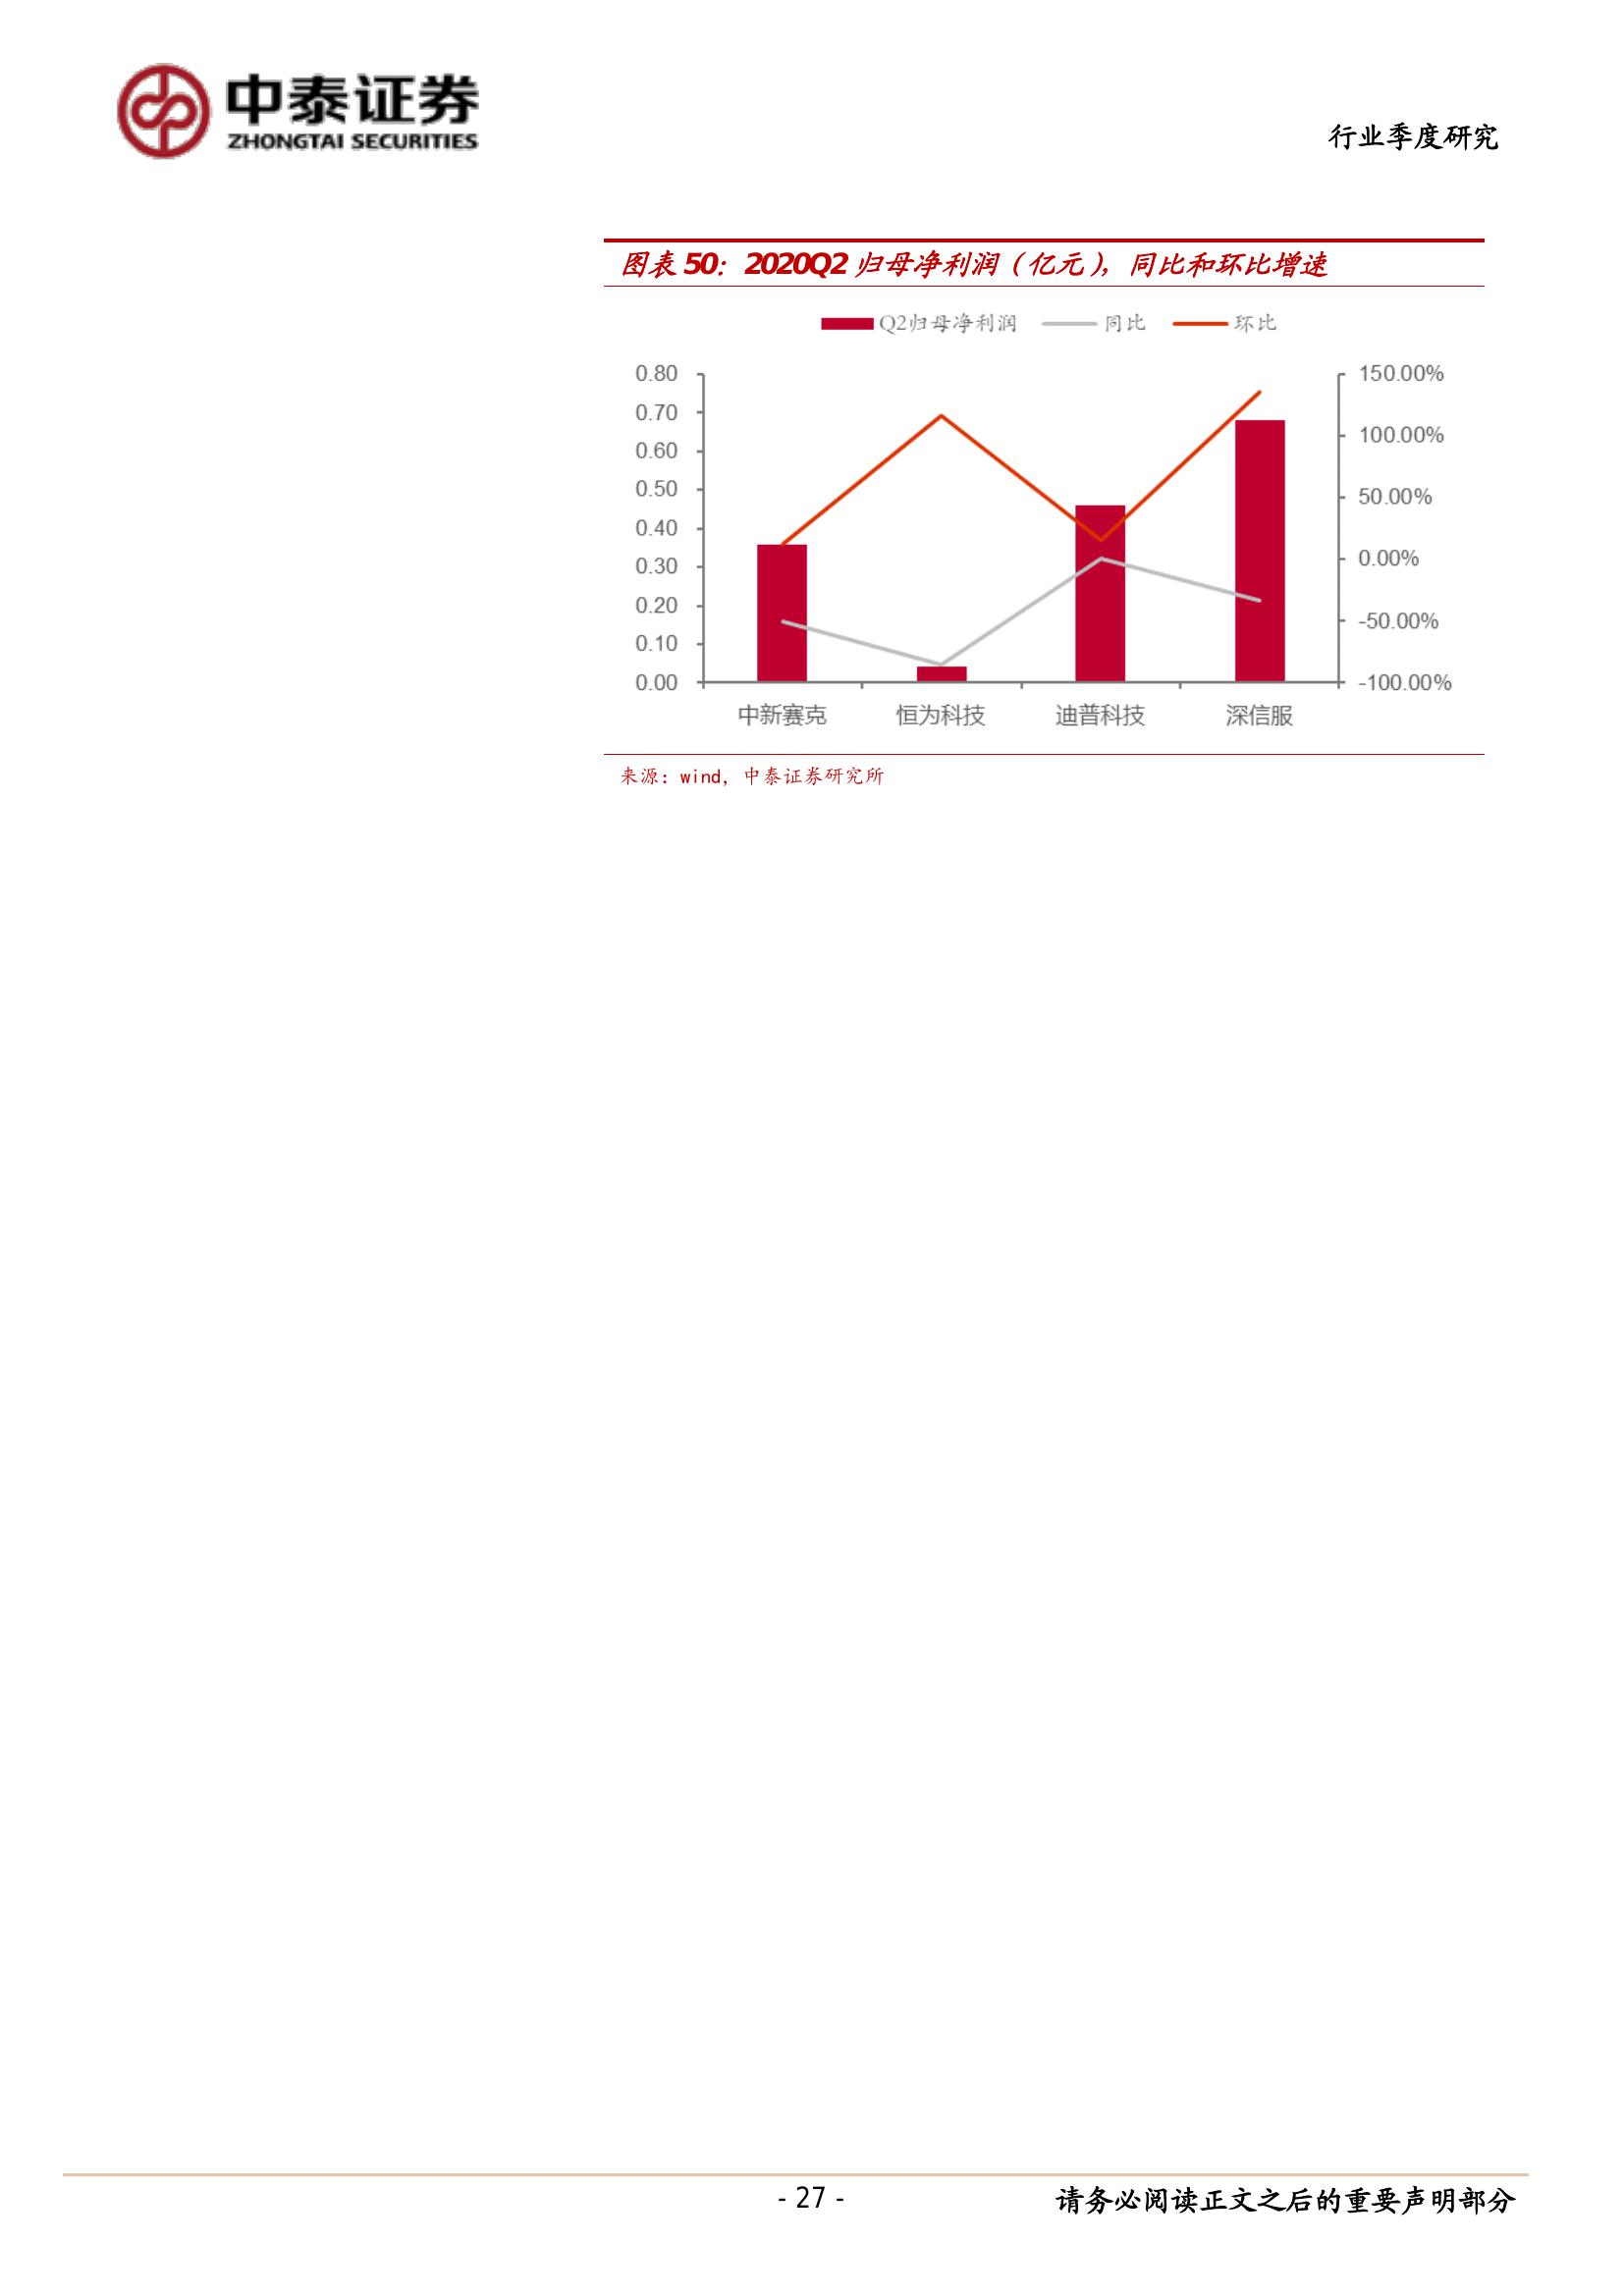 中泰证券
ZHONGTAI SECURITIES
行业季度研究
图表 50：2020Q2 归母净利润（亿元），同比和环比增速
Q2归母净利润 同比 环比
0.80 150.00%
0.70
0.60 100.00%
0.50 50.00%
0.40
0.30 0.00%
0.20
0.10 -50.00%
0.00 -100.00%
中新赛克 恒为科技 迪普科技 深信服
来源：wind，中泰证券研究所
- 27 - 请务必阅读正文之后的重要声明部分